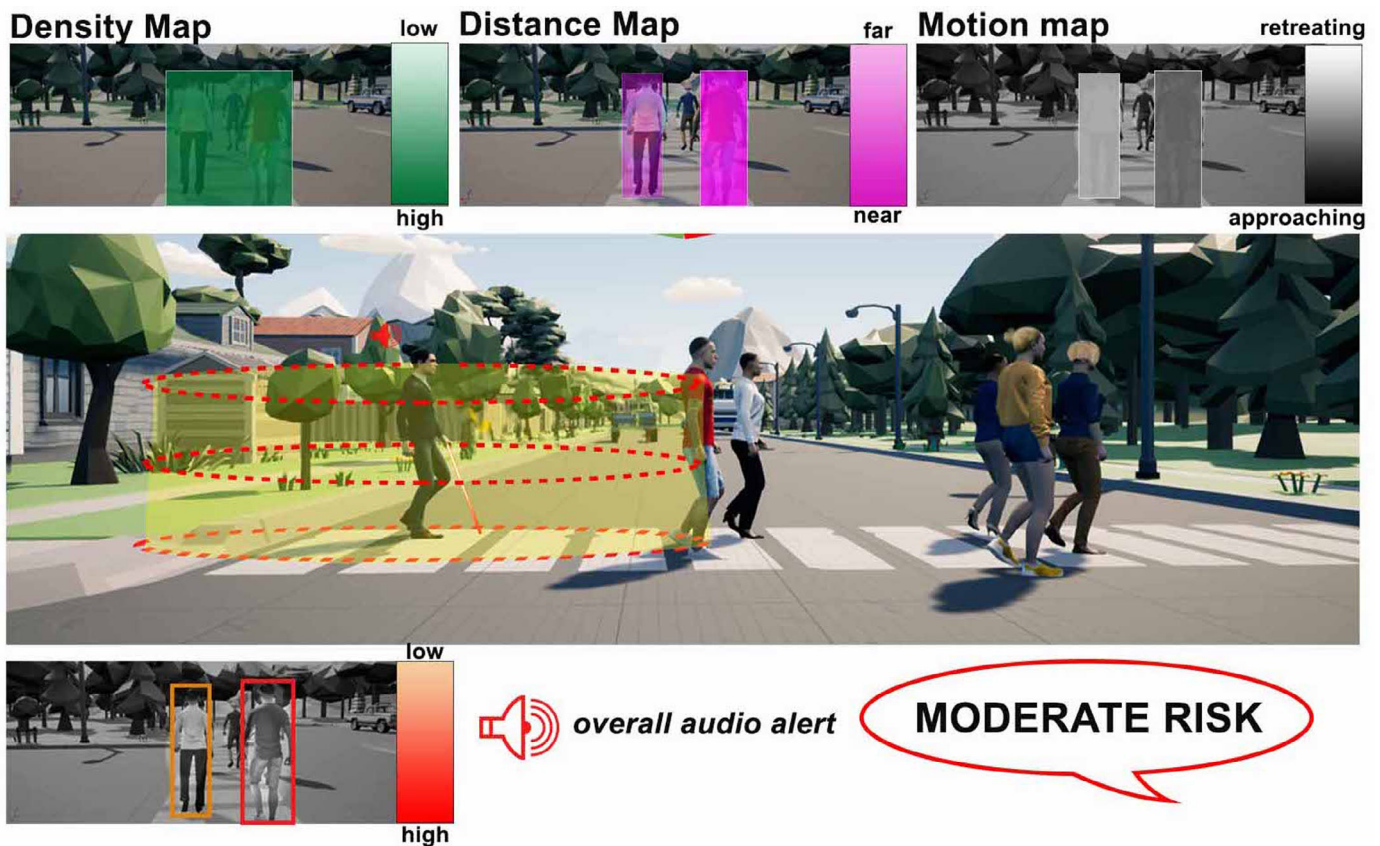 Density Map
low
high
Distance Map
far
near
Motion map
retreating
approaching
low
high
overall audio alert
MODERATE RISK